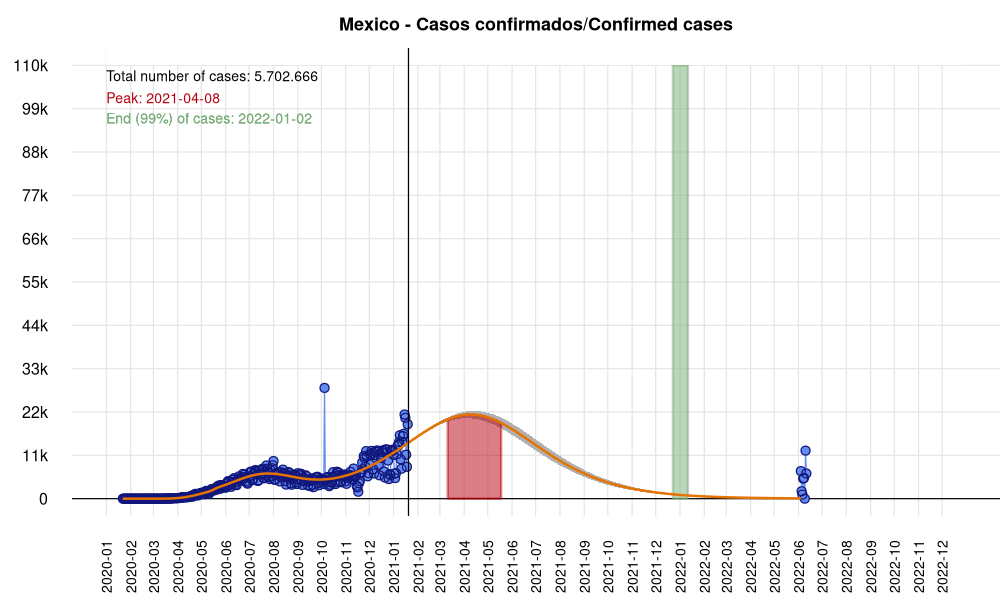 Mexico - Casos confirmados/Confirmed cases
Total number of cases: 5.702.666
Peak: 2021-04-08
End (99%) of cases: 2022-01-02
110k
99k
88k
77k
66k
55k
44k
33k
22k
11k
0
2020-01
2020-02
2020-03
2020-04
2020-05
2020-06
2020-07
2020-08
2020-09
2020-10
2020-11
2020-12
2021-01
2021-02
2021-03
2021-04
2021-05
2021-06
2021-07
2021-08
2021-09
2021-10
2021-11
2021-12
2022-01
2022-02
2022-03
2022-04
2022-05
2022-06
2022-07
2022-08
2022-09
2022-10
2022-11
2022-12